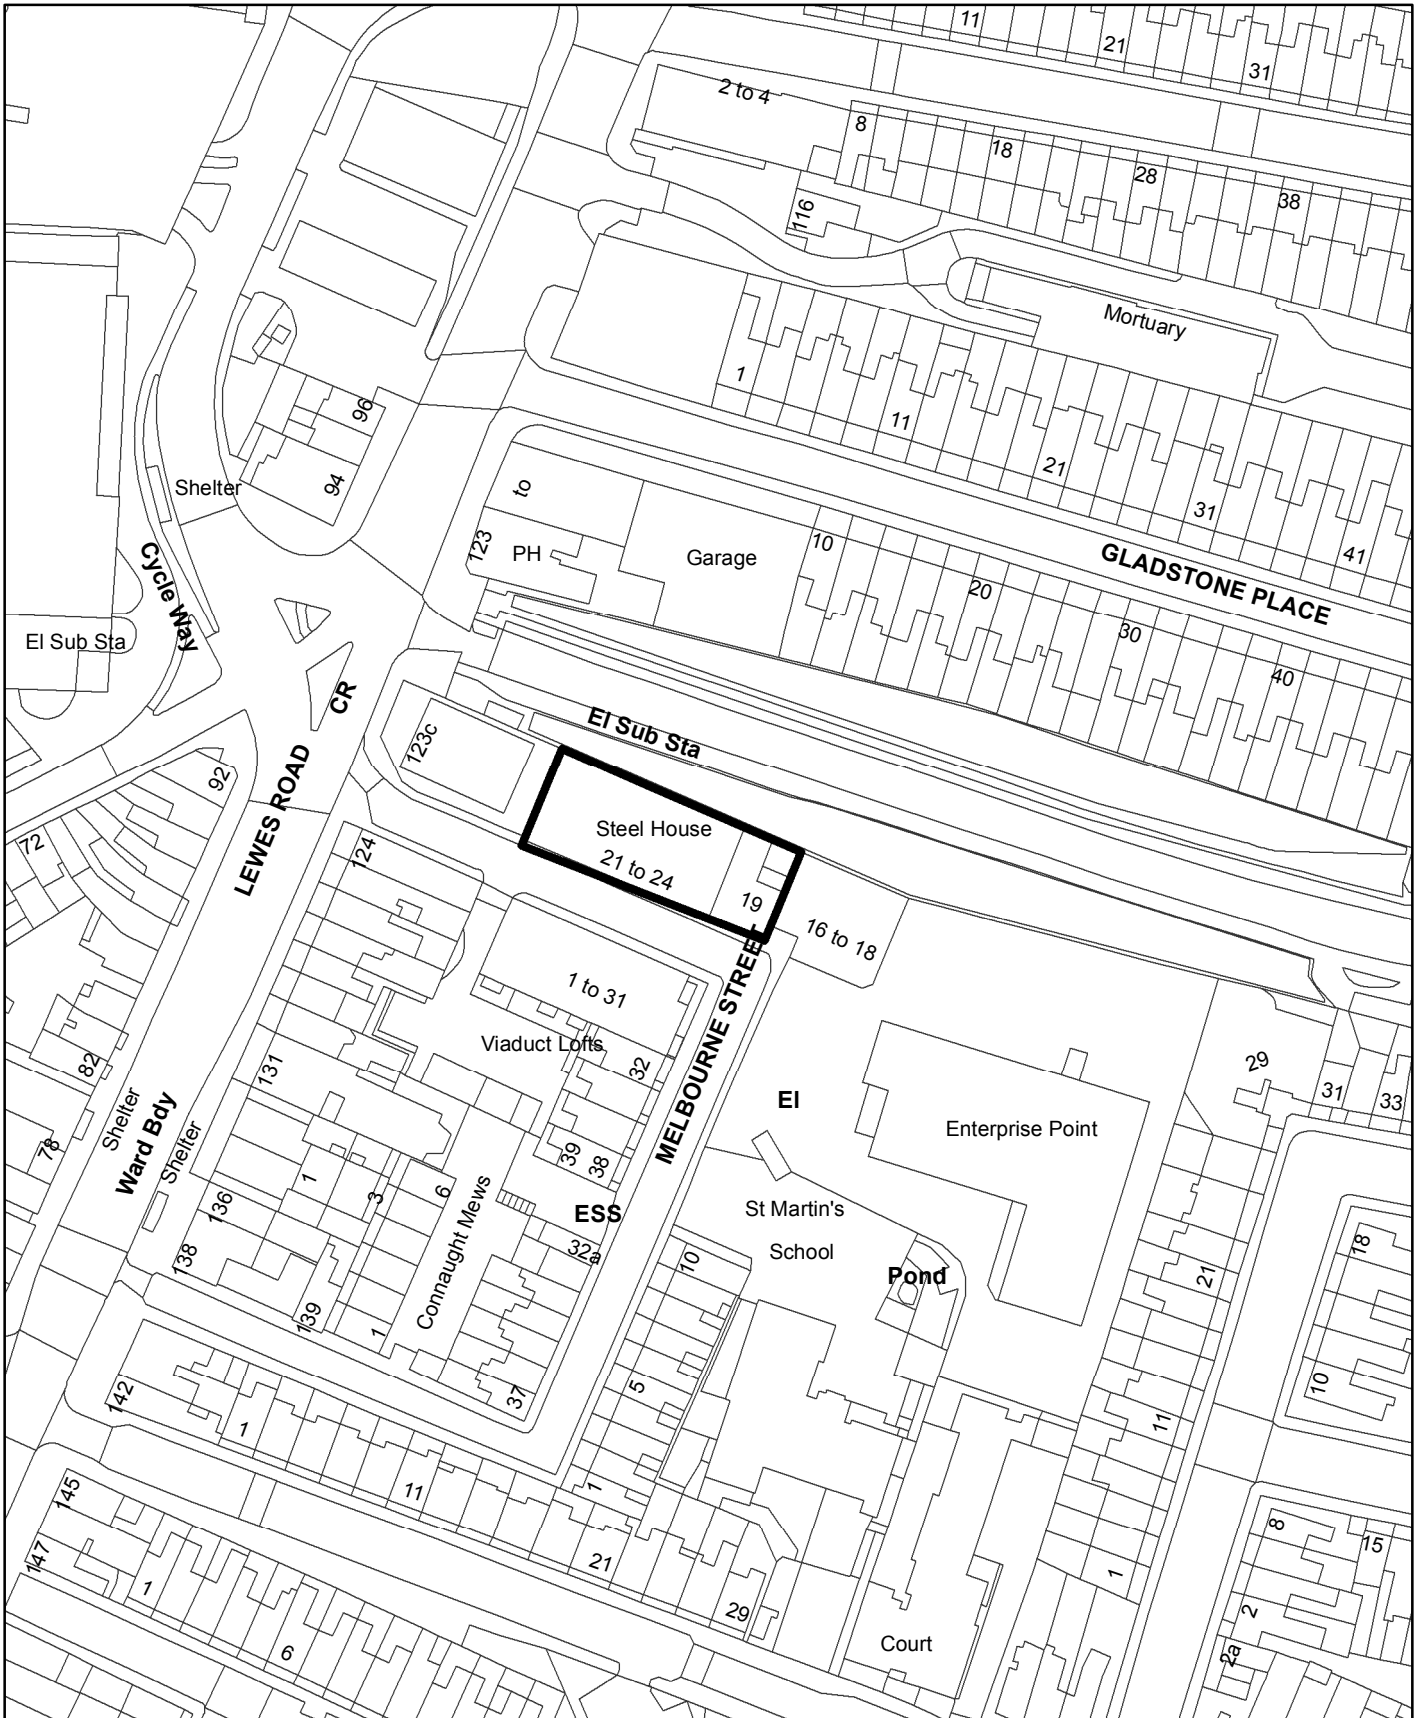 11
21
31
2 to 4
8
18
28
38
116
Mortuary
1
11
21
31
41
96
94
Shelter
to
123
PH
Garage
10
20
30
40
GLADSTONE PLACE
Cycle Way
El Sub Sta
CR
LEWES ROAD
123c
El Sub Sta
Steel House
21 to 24
19
16 to 18
MELBOURNE STREET
92
72
124
1 to 31
Viaduct Lofts
32
131
82
78
Shelter
Ward Bdy
Shelter
39
38
El
Enterprise Point
29
31
33
1
3
6
136
138
139
1
Connaught Mews
ESS
32a
37
10
5
1
St Martin's
School
Pond
21
11
1
18
10
142
1
11
21
29
145
147
1
6
Court
8
15
2
2a